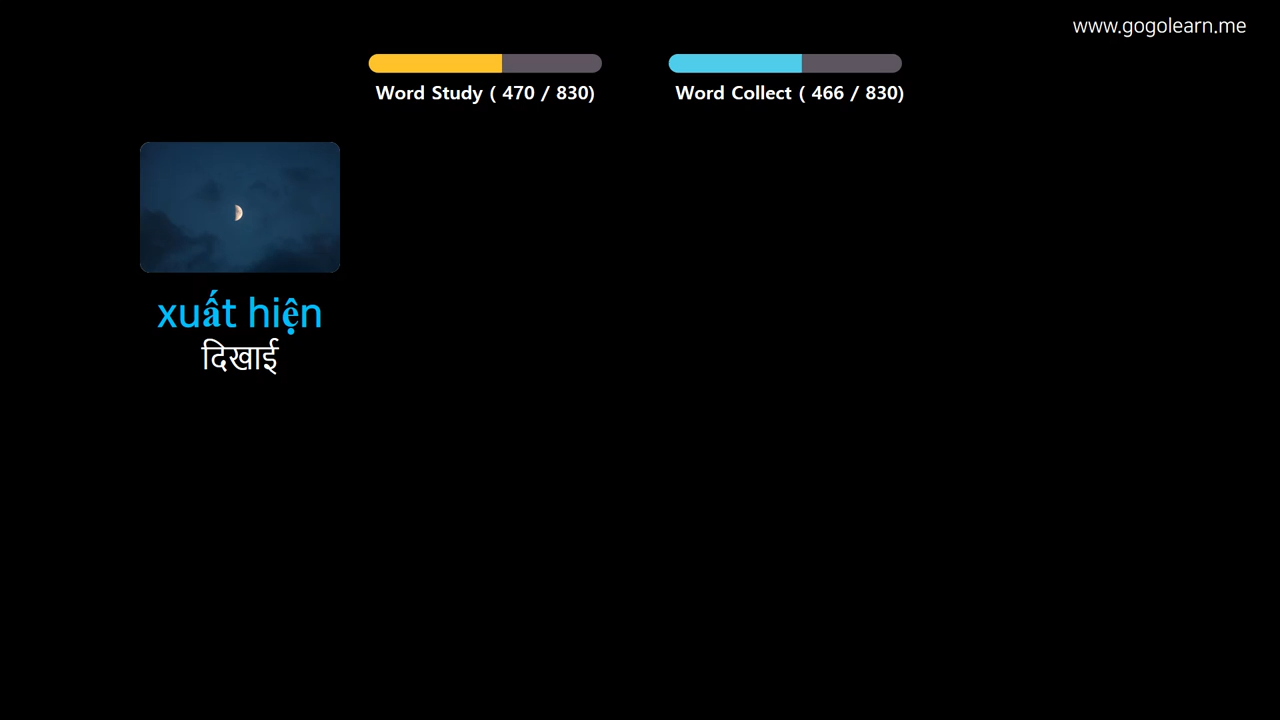 www.gogolearn.me
Word Study ( 470 / 830)
Word Collect ( 466 / 830)
xuất hiện
दिखाई